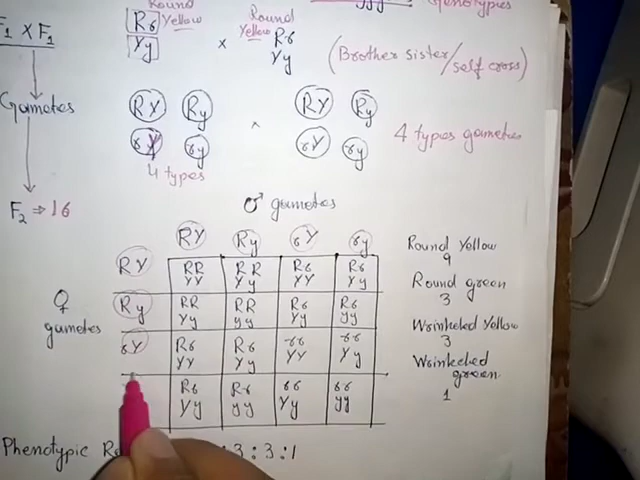 Genotypes
Round Round
F1 X F1 Rr Yellow x Yellow Rr
Yy Yy (Brother sister/self cross)
Gametes RY Ry x RY Ry
rY ry rY ry 4 types gametes
4 types
F2 ⇒ 16
♂ gametes
RY Ry rY ry Round Yellow
9
RY RR RR Rr Rr
YY Yy YY Yy Round green
3
♀ Ry RR RR Rr Rr
gametes Yy yy Yy yy Wrinkeled Yellow
3
rY Rr Rr rr rr
YY Yy YY Yy Wrinkeled
green
1
Rr Rr rr rr
Yy yy Yy yy
Phenotypic :3:3:1